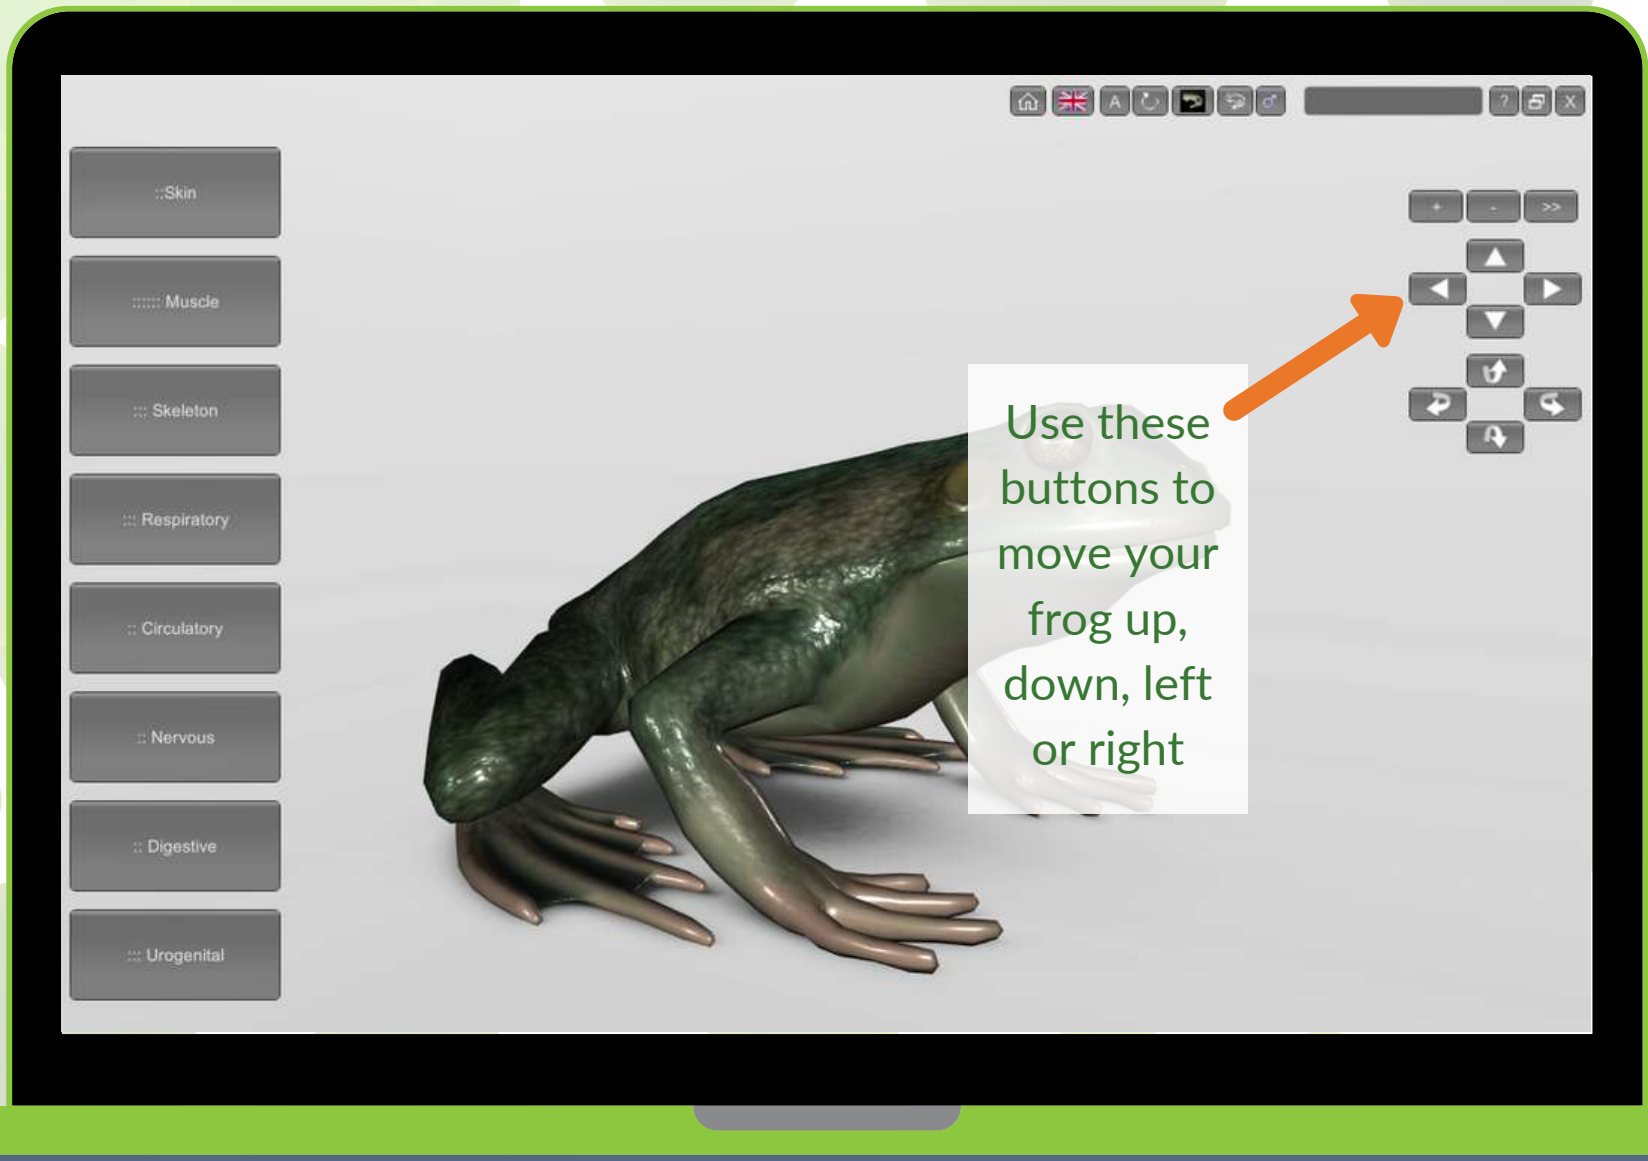 A
?
X
+ - >>
::Skin
:::::: Muscle
::: Skeleton
::: Respiratory
:: Circulatory
:: Nervous
:: Digestive
::: Urogenital
Use these
buttons to
move your
frog up,
down, left
or right